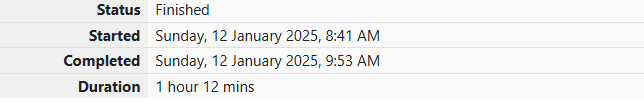 Status Finished
Started Sunday, 12 January 2025, 8:41 AM
Completed Sunday, 12 January 2025, 9:53 AM
Duration 1 hour 12 mins